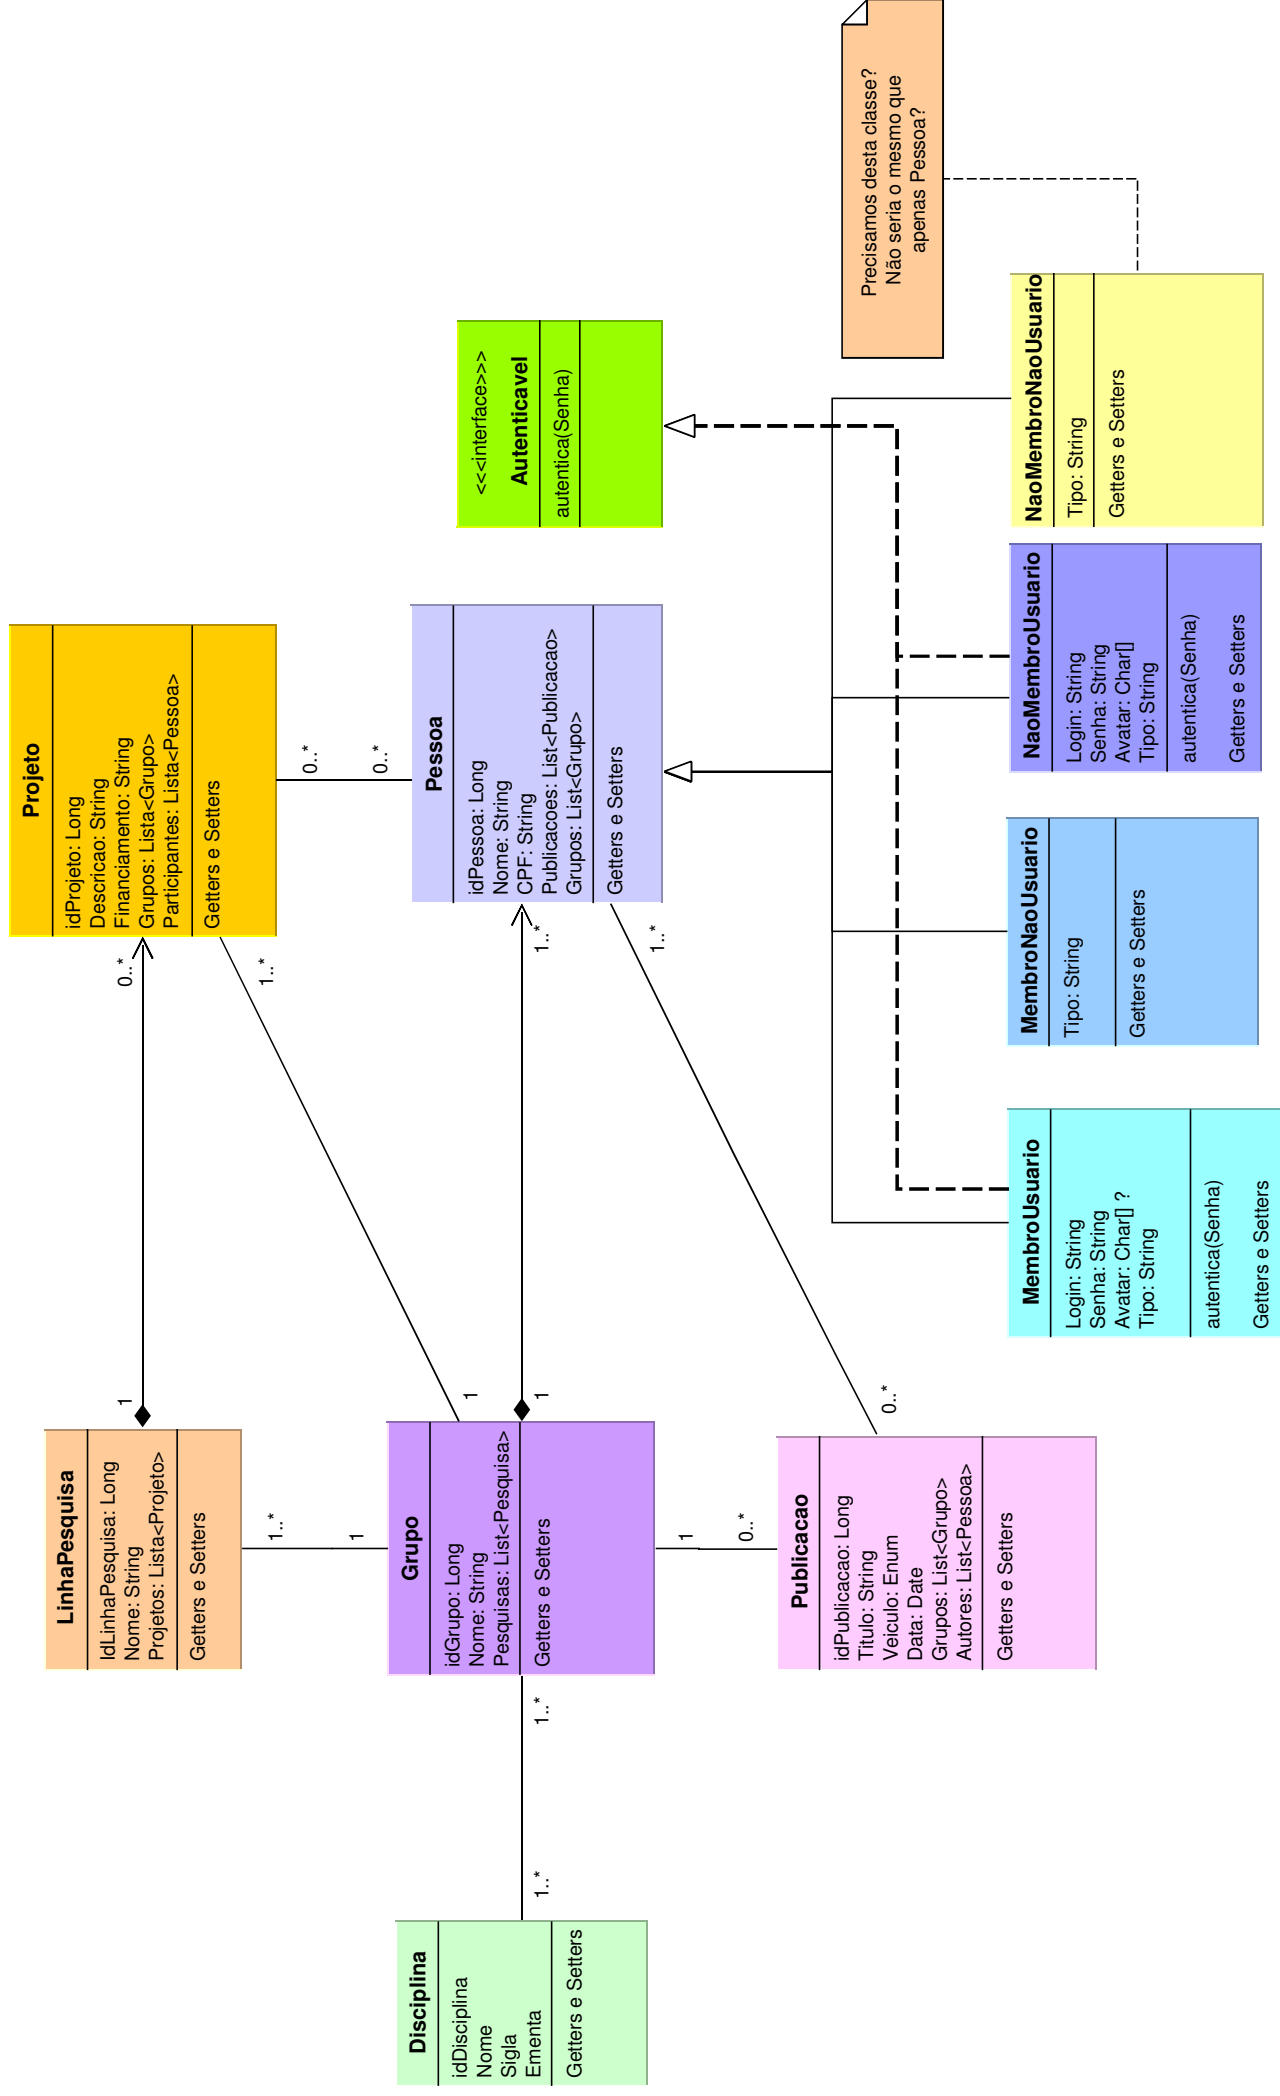 LinhaPesquisa
IdLinhaPesquisa: Long
Nome: String
Projetos: Lista<Projeto>
Getters e Setters
1
0..*
Projeto
idProjeto: Long
Descricao: String
Financiamento: String
Grupos: Lista<Grupo>
Participantes: Lista<Pessoa>
Getters e Setters
1..*
1..*
1
1
0..*
0..*
Disciplina
idDisciplina
Nome
Sigla
Ementa
Getters e Setters
1..*
1..*
Grupo
idGrupo: Long
Nome: String
Pesquisas: List<Pesquisa>
Getters e Setters
1
1..*
Pessoa
idPessoa: Long
Nome: String
CPF: String
Publicacoes: List<Publicacao>
Grupos: List<Grupo>
Getters e Setters
<<<interface>>>
Autenticavel
autentica(Senha)
1
0..*
1..*
0..*
Publicacao
idPublicacao: Long
Titulo: String
Veiculo: Enum
Data: Date
Grupos: List<Grupo>
Autores: List<Pessoa>
Getters e Setters
Precisamos desta classe?
Não seria o mesmo que
apenas Pessoa?
MembroUsuario
Login: String
Senha: String
Avatar: Char[] ?
Tipo: String
autentica(Senha)
Getters e Setters
MembroNaoUsuario
Tipo: String
Getters e Setters
NaoMembroUsuario
Login: String
Senha: String
Avatar: Char[]
Tipo: String
autentica(Senha)
Getters e Setters
NaoMembroNaoUsuario
Tipo: String
Getters e Setters